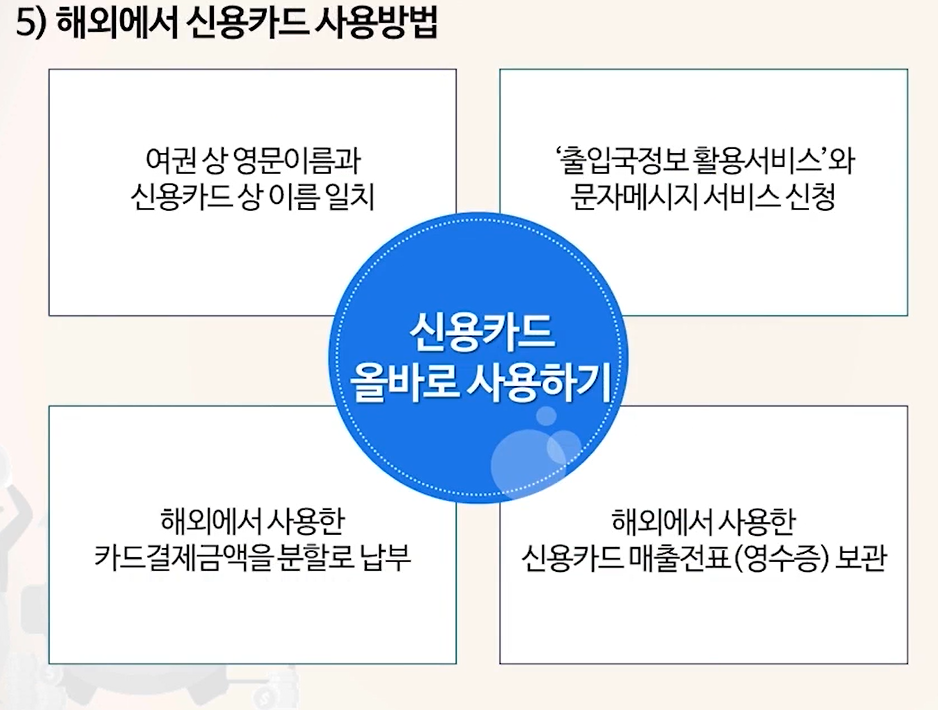 5) 해외에서 신용카드 사용방법
여권 상 영문이름과
신용카드 상 이름 일치
‘출입국정보 활용서비스’와
문자메시지 서비스 신청
신용카드
올바로 사용하기
해외에서 사용한
카드결제금액을 분할로 납부
해외에서 사용한
신용카드 매출전표(영수증) 보관